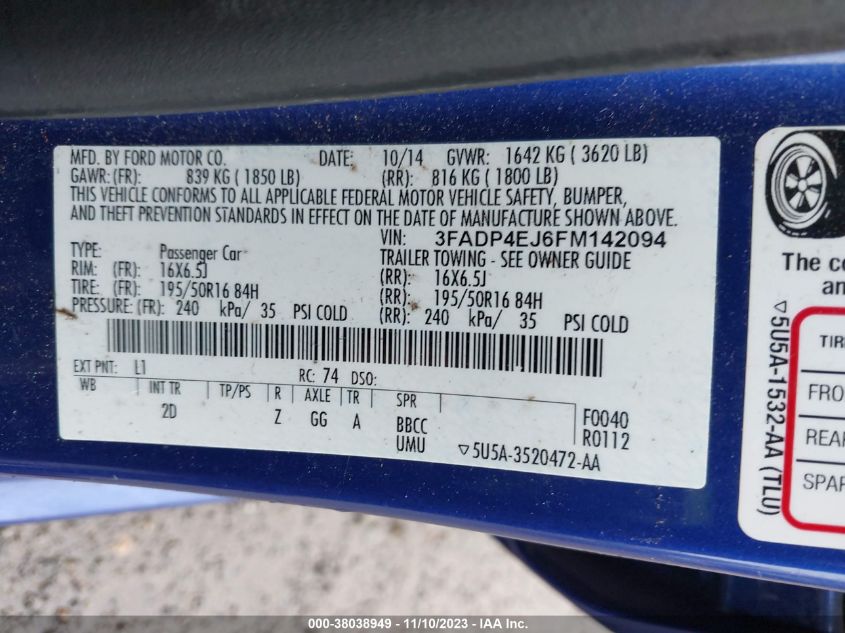 MFD. BY FORD MOTOR CO. DATE: 10/14 GVWR: 1642 KG ( 3620 LB)
GAWR: (FR): 839 KG ( 1850 LB) (RR): 816 KG ( 1800 LB)
THIS VEHICLE CONFORMS TO ALL APPLICABLE FEDERAL MOTOR VEHICLE SAFETY, BUMPER,
AND THEFT PREVENTION STANDARDS IN EFFECT ON THE DATE OF MANUFACTURE SHOWN ABOVE.
VIN: 3FADP4EJ6FM142094
TYPE: Passenger Car TRAILER TOWING - SEE OWNER GUIDE
RIM: (FR): 16X6.5J (RR): 16X6.5J
TIRE: (FR): 195/50R16 84H (RR): 195/50R16 84H
PRESSURE: (FR): 240 kPa/ 35 PSI COLD (RR): 240 kPa/ 35 PSI COLD
EXT PNT: L1 RC: 74 DSO:
WB INT TR TP/PS R AXLE TR SPR
2D Z GG A BBCC F0040
UMU R0112
▽5U5A-3520472-AA
The co
an
▽5U5A-1532-AA (TLU)
TIR
FRO
REAR
SPAR
000-38038949 — 11/10/2023 — IAA Inc.